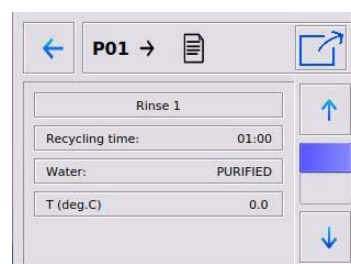 P01 →
Rinse 1
Recycling time: 01:00
Water: PURIFIED
T (deg.C) 0.0